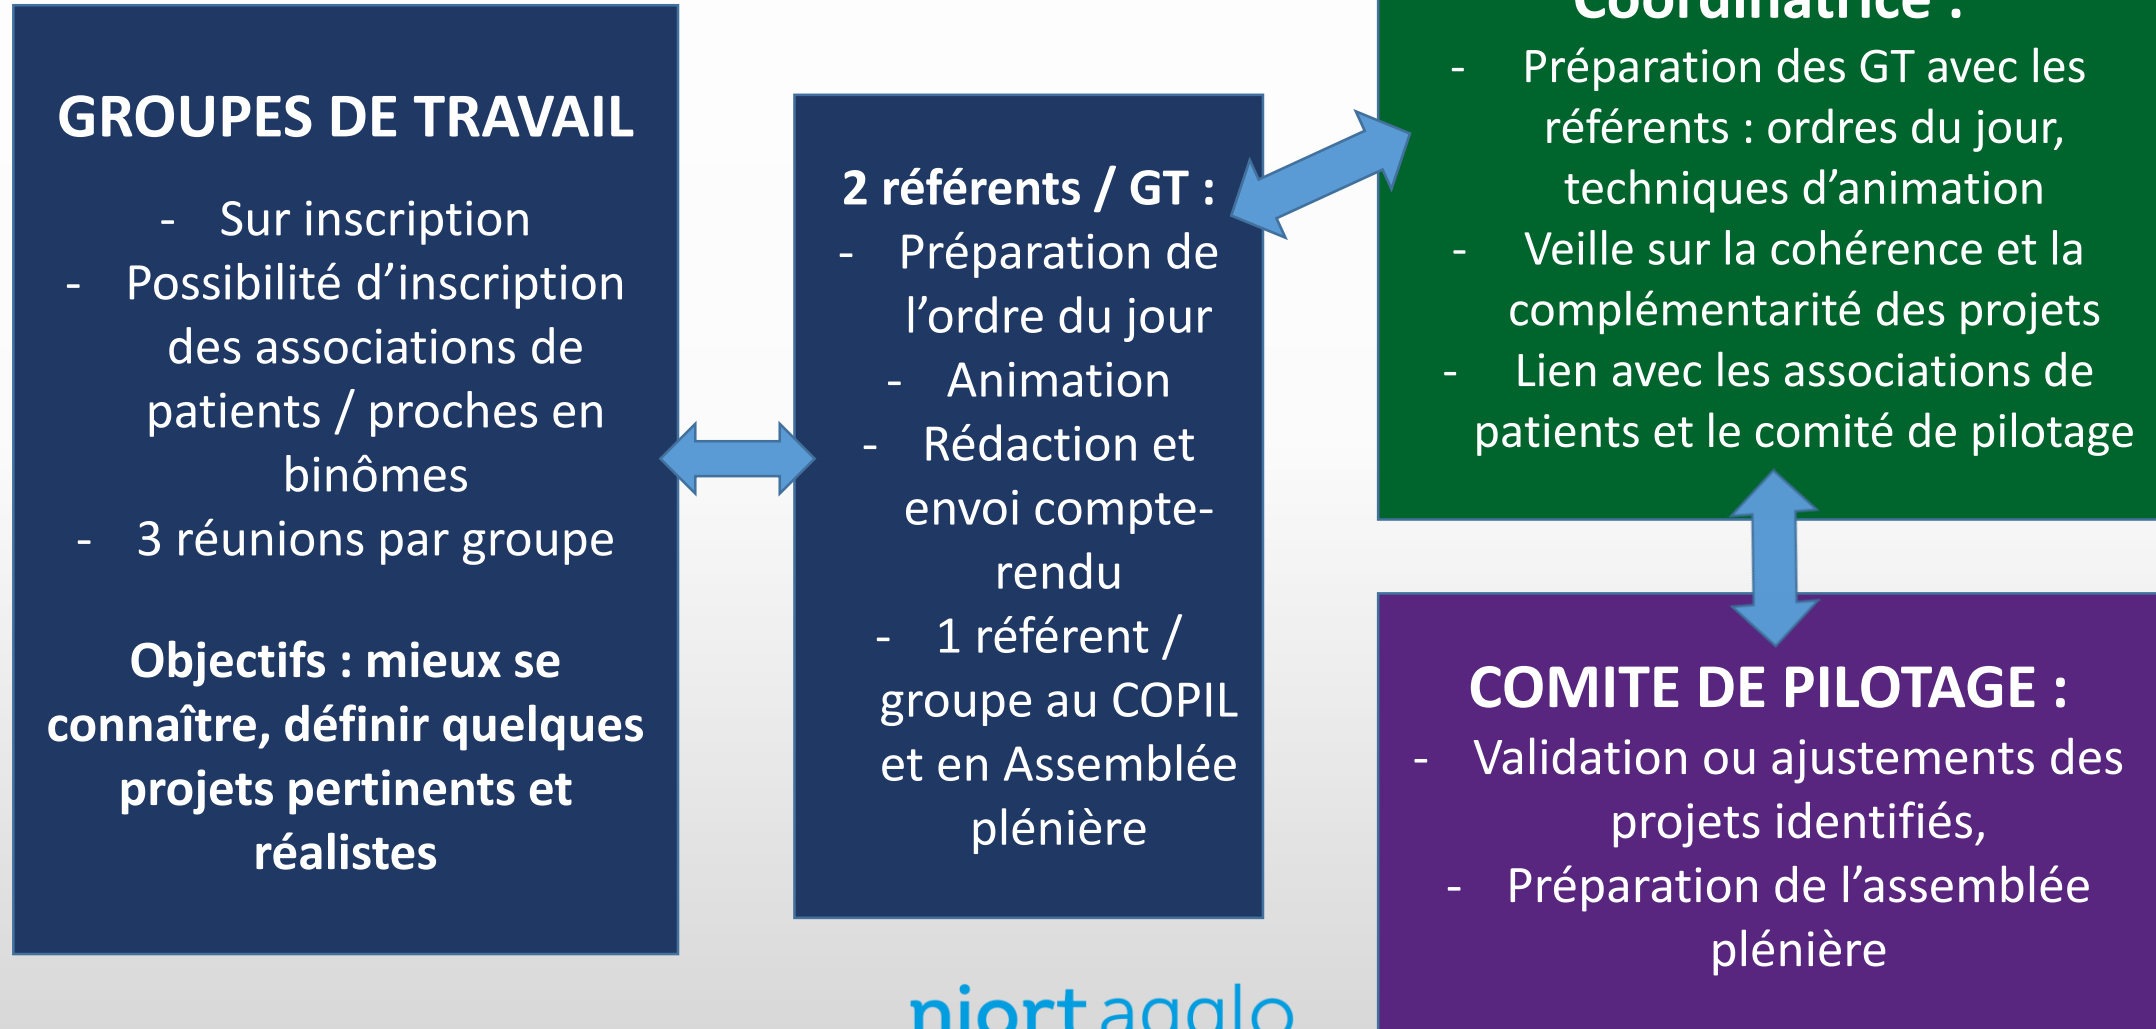 GROUPES DE TRAVAIL
- Sur inscription
- Possibilité d’inscription
des associations de
patients / proches en
binômes
- 3 réunions par groupe
Objectifs : mieux se
connaître, définir quelques
projets pertinents et
réalistes
2 référents / GT :
- Préparation de
l’ordre du jour
- Animation
- Rédaction et
envoi compte-
rendu
- 1 référent /
groupe au COPIL
et en Assemblée
plénière
Coordinatrice :
- Préparation des GT avec les
référents : ordres du jour,
techniques d’animation
- Veille sur la cohérence et la
complémentarité des projets
- Lien avec les associations de
patients et le comité de pilotage
COMITE DE PILOTAGE :
- Validation ou ajustements des
projets identifiés,
- Préparation de l’assemblée
plénière
niort agglo